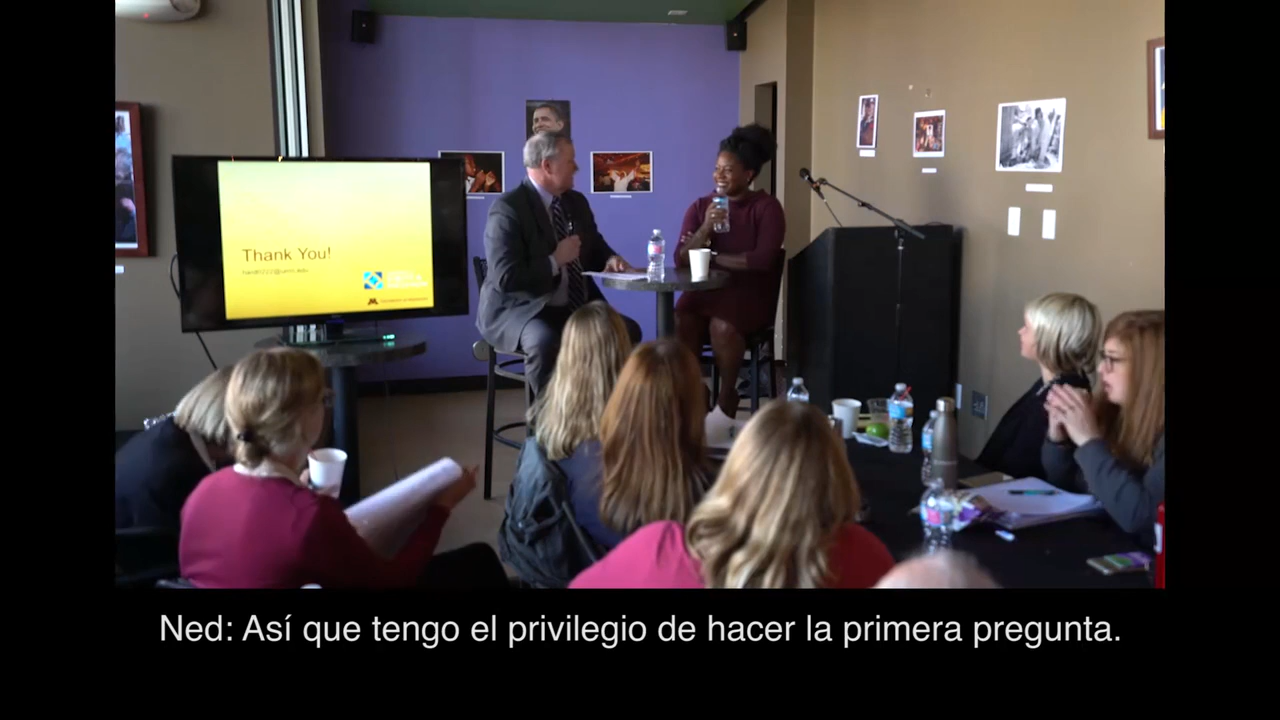 Thank You!
Ned: Así que tengo el privilegio de hacer la primera pregunta.